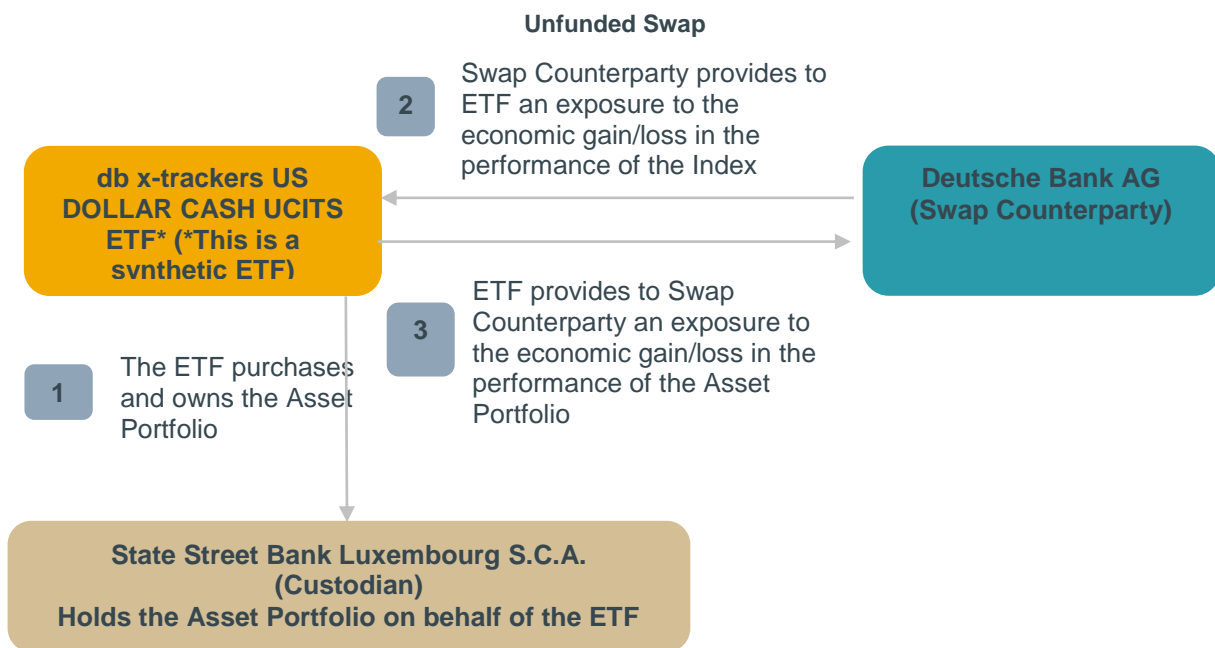 Unfunded Swap
2
Swap Counterparty provides to
ETF an exposure to the
economic gain/loss in the
performance of the Index
db x-trackers US
DOLLAR CASH UCITS
ETF* (*This is a
synthetic ETF)
Deutsche Bank AG
(Swap Counterparty)
3
ETF provides to Swap
Counterparty an exposure to
the economic gain/loss in the
performance of the Asset
Portfolio
1
The ETF purchases
and owns the Asset
Portfolio
State Street Bank Luxembourg S.C.A.
(Custodian)
Holds the Asset Portfolio on behalf of the ETF